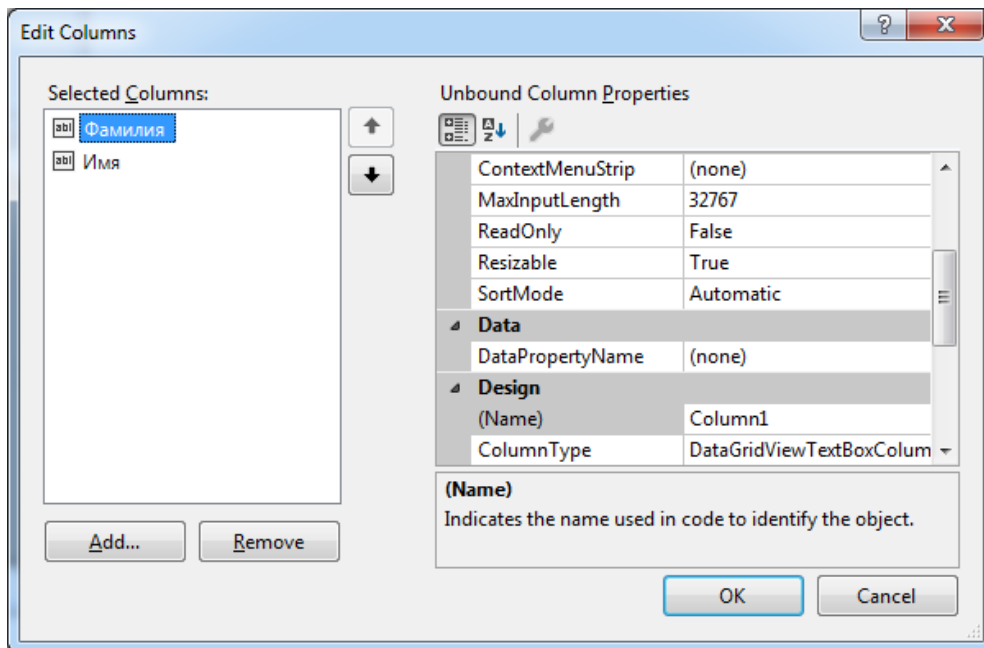 Edit Columns
Selected Columns:
Unbound Column Properties
Фамилия
Имя
ContextMenuStrip (none)
MaxInputLength 32767
ReadOnly False
Resizable True
SortMode Automatic
Data
DataPropertyName (none)
Design
(Name) Column1
ColumnType DataGridViewTextBoxColum
(Name)
Indicates the name used in code to identify the object.
Add... Remove
OK Cancel